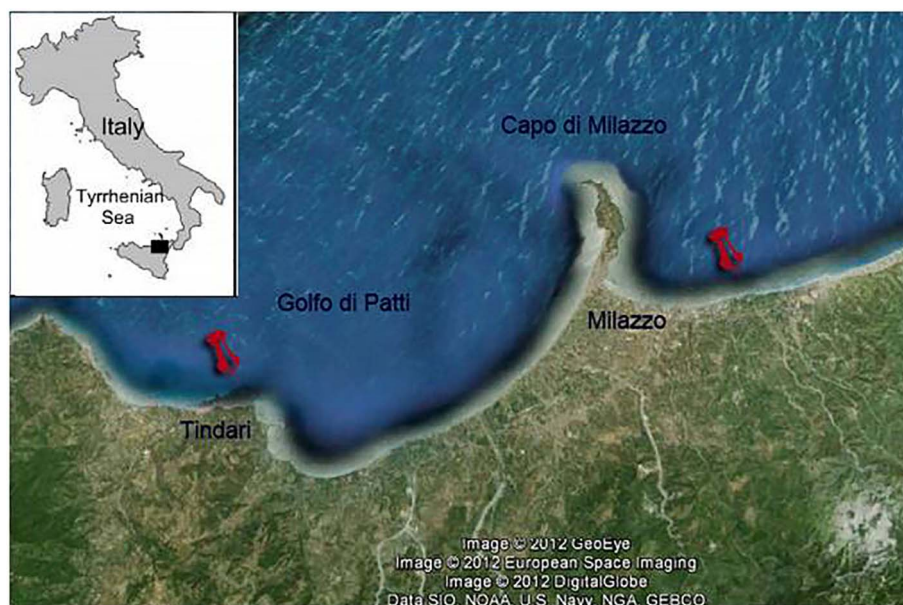 Italy
Tyrrhenian
Sea
Capo di Milazzo
Golfo di Patti
Milazzo
Tindari
Image © 2012 GeoEye
Image © 2012 European Space Imaging
Image © 2012 DigitalGlobe
Data SIO, NOAA, U.S. Navy, NGA, GEBCO